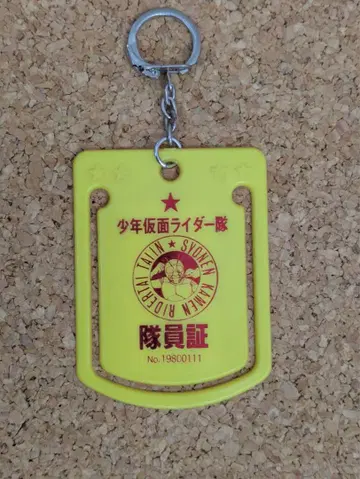 ★
少年仮面ライダー隊
SYONEN KAMEN RIDERTAI TAIIN ★
隊員証
No.19800111